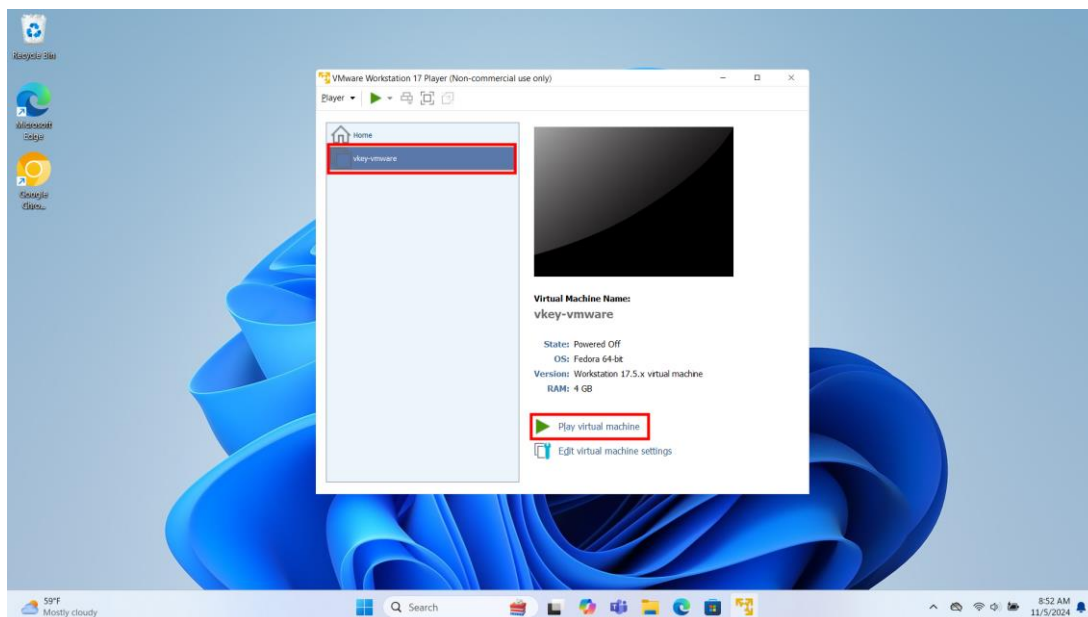 Recycle Bin
Microsoft
Edge
Google
Chro...
VMware Workstation 17 Player (Non-commercial use only)
Player
Home
vkey-vmware
Virtual Machine Name:
vkey-vmware
State: Powered Off
OS: Fedora 64-bit
Version: Workstation 17.5.x virtual machine
RAM: 4 GB
Play virtual machine
Edit virtual machine settings
59°F
Mostly cloudy
Search
8:52 AM
11/5/2024